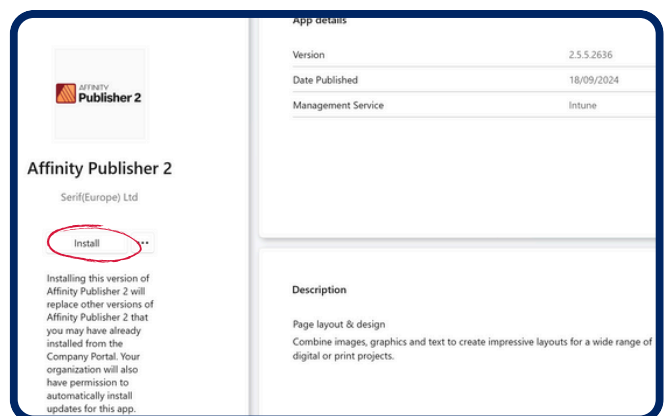 AFFINITY
Publisher 2
Affinity Publisher 2
Serif(Europe) Ltd
Install
...
Installing this version of
Affinity Publisher 2 will
replace other versions of
Affinity Publisher 2 that
you may have already
installed from the
Company Portal. Your
organization will also
have permission to
automatically install
updates for this app.
App details
Version 2.5.5.2636
Date Published 18/09/2024
Management Service Intune
Description
Page layout & design
Combine images, graphics and text to create impressive layouts for a wide range of
digital or print projects.